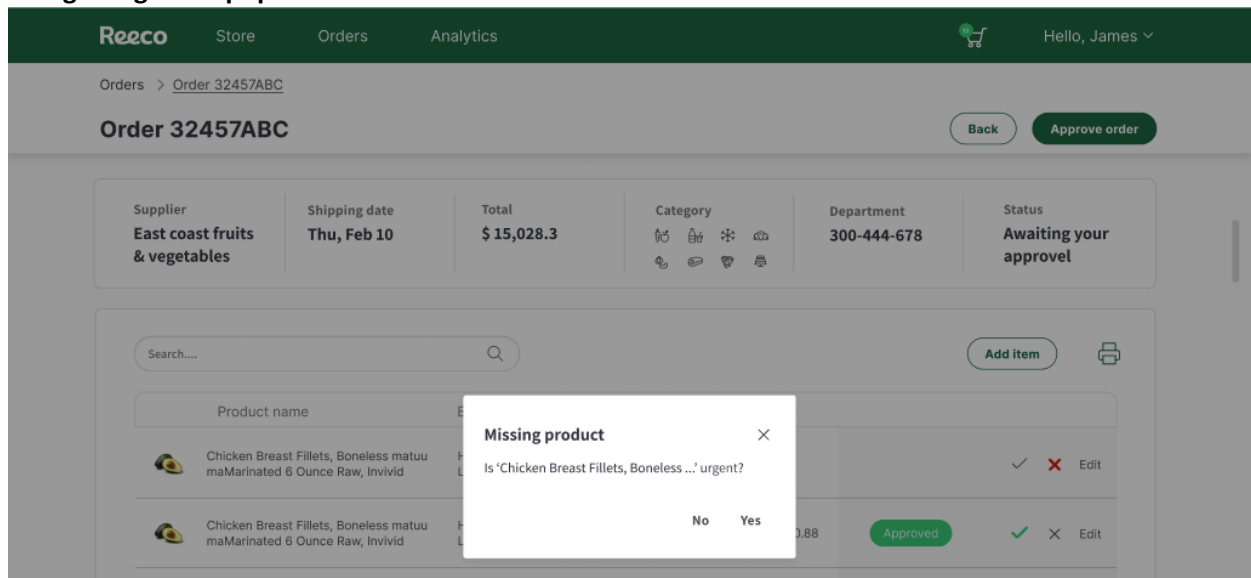 Reeco Store Orders Analytics Hello, James
Orders > Order 32457ABC
Order 32457ABC Back Approve order
Supplier Shipping date Total Category Department Status
East coast fruits Thu, Feb 10 $ 15,028.3 300-444-678 Awaiting your
& vegetables approvel
Search.... Add item
Product name
Missing product
Chicken Breast Fillets, Boneless matuu
maMarinated 6 Ounce Raw, Invivid
Is ‘Chicken Breast Fillets, Boneless ...’ urgent?
Edit
No Yes
Chicken Breast Fillets, Boneless matuu
maMarinated 6 Ounce Raw, Invivid
0.88 Approved Edit